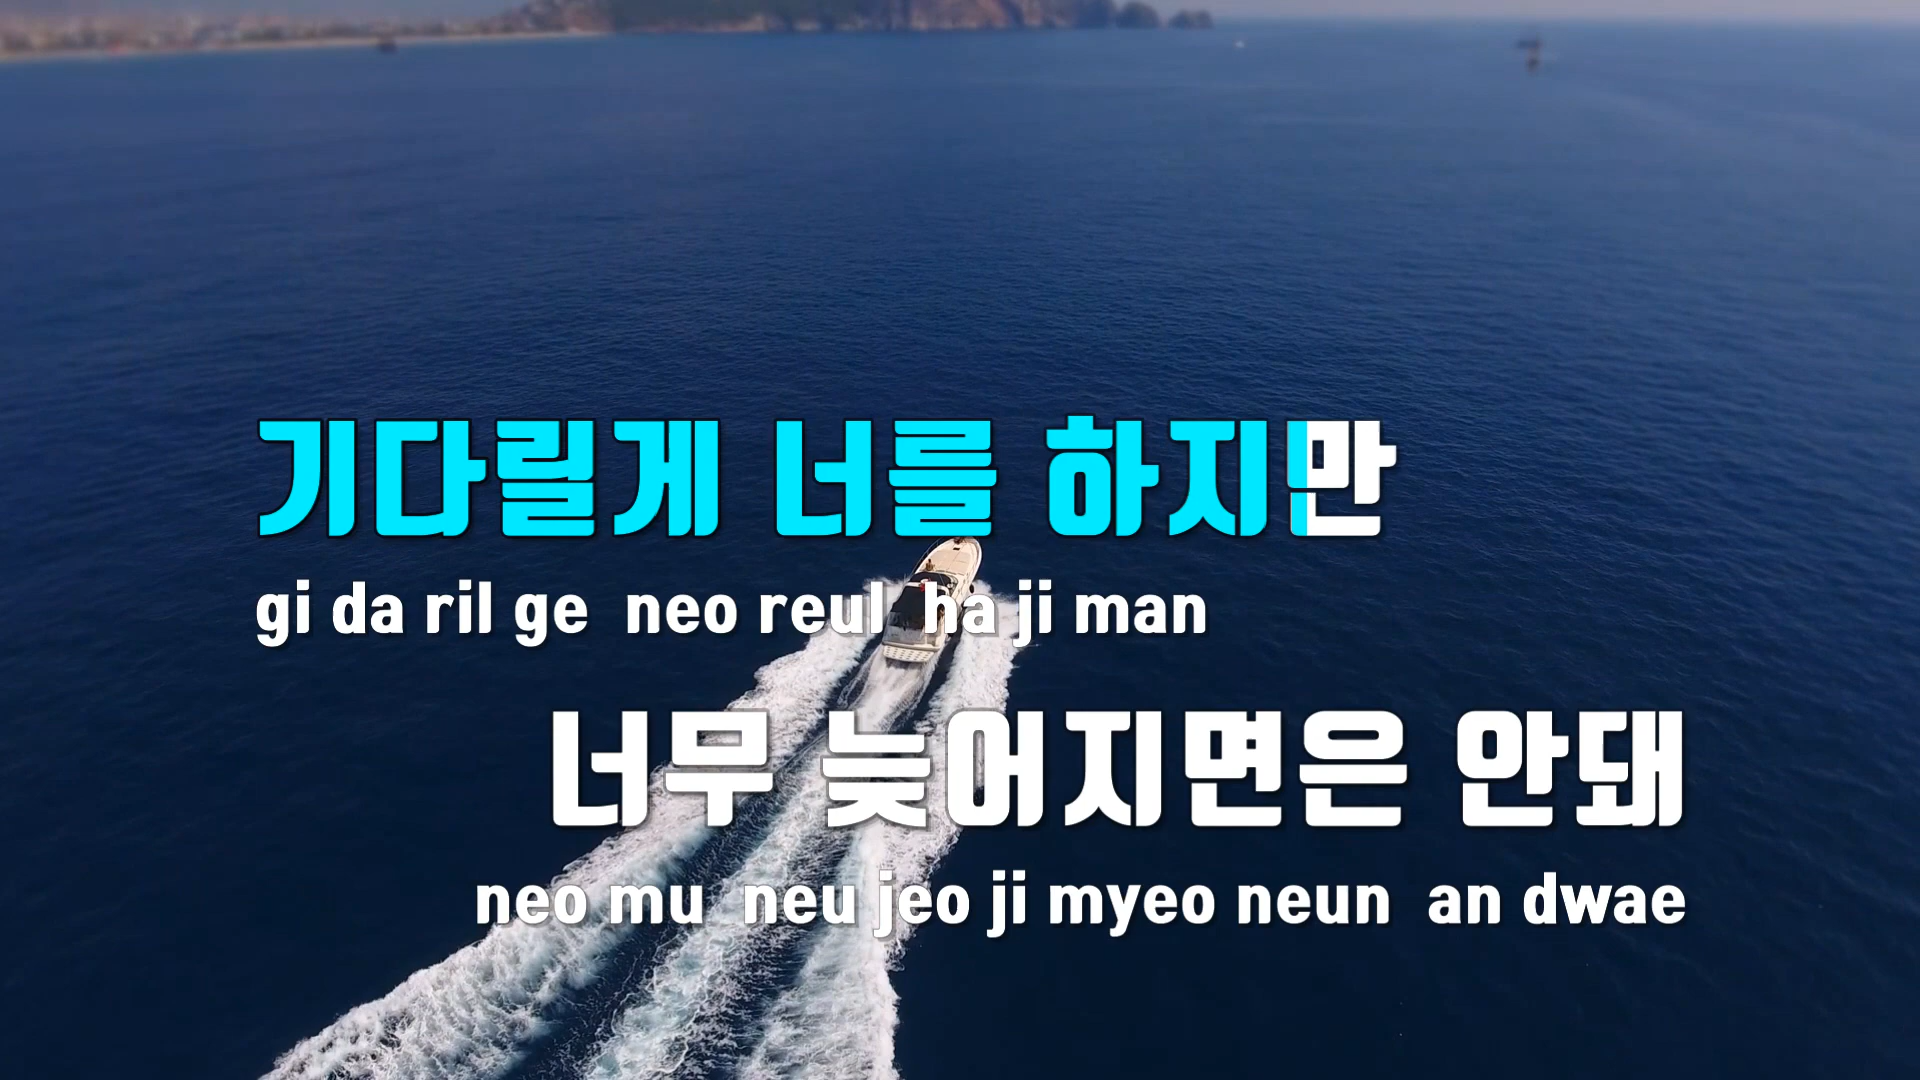 기다릴게 너를 하지만
gi da ril ge neo reul ha ji man
너무 늦어지면은 안돼
neo mu neu jeo ji myeo neun an dwae